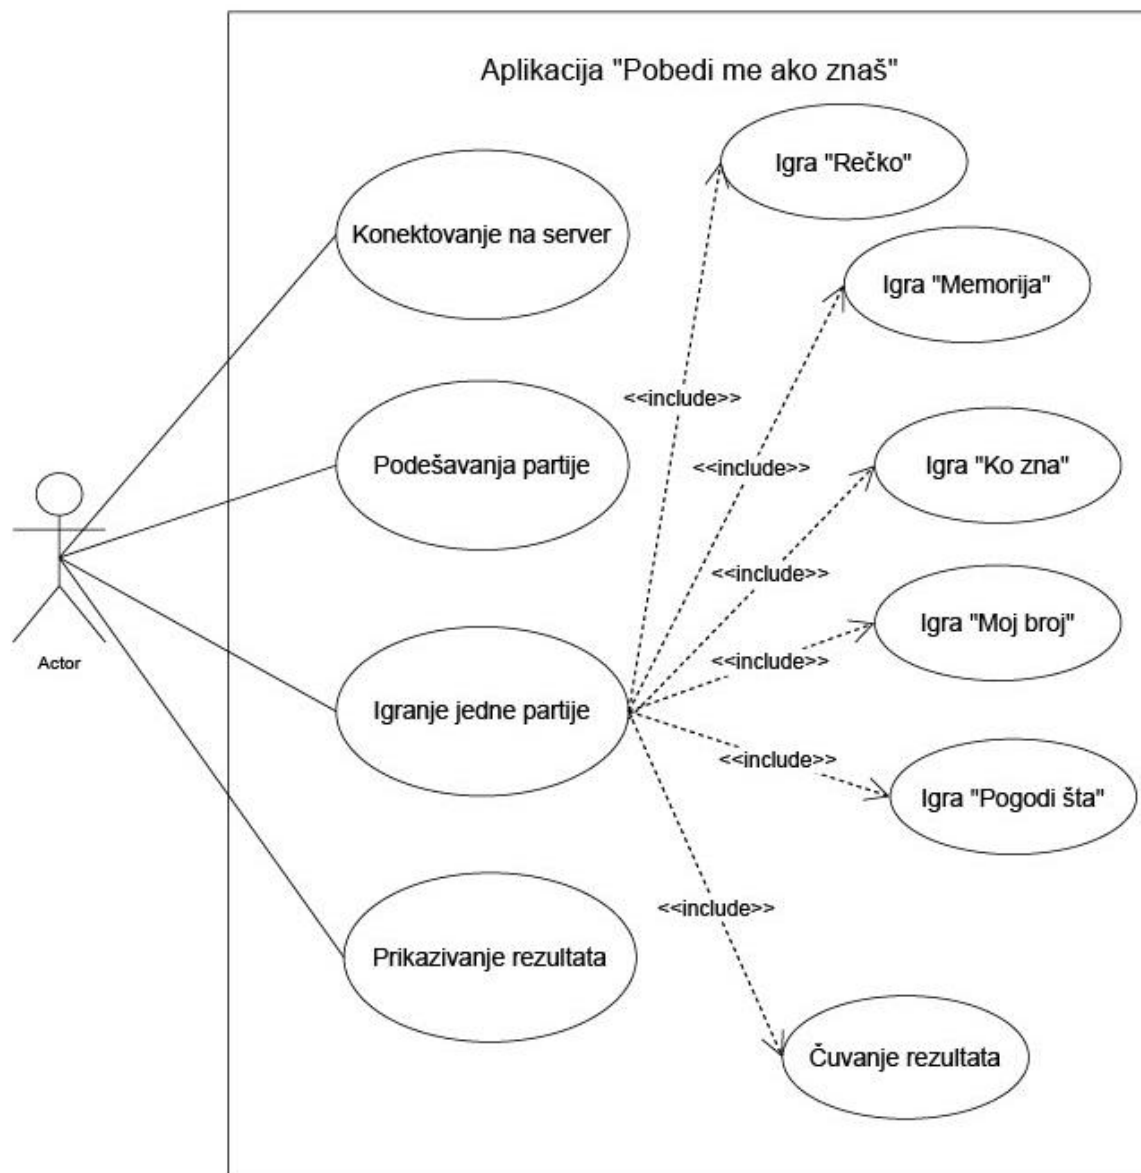 Aplikacija "Pobedi me ako znaš"
Igra "Rečko"
Konektovanje na server
Igra "Memorija"
<<include>>
Podešavanja partije
<<include>>
Igra "Ko zna"
<<include>>
Igra "Moj broj"
<<include>>
Actor
Igranje jedne partije
<<include>>
Igra "Pogodi šta"
<<include>>
Prikazivanje rezultata
Čuvanje rezultata